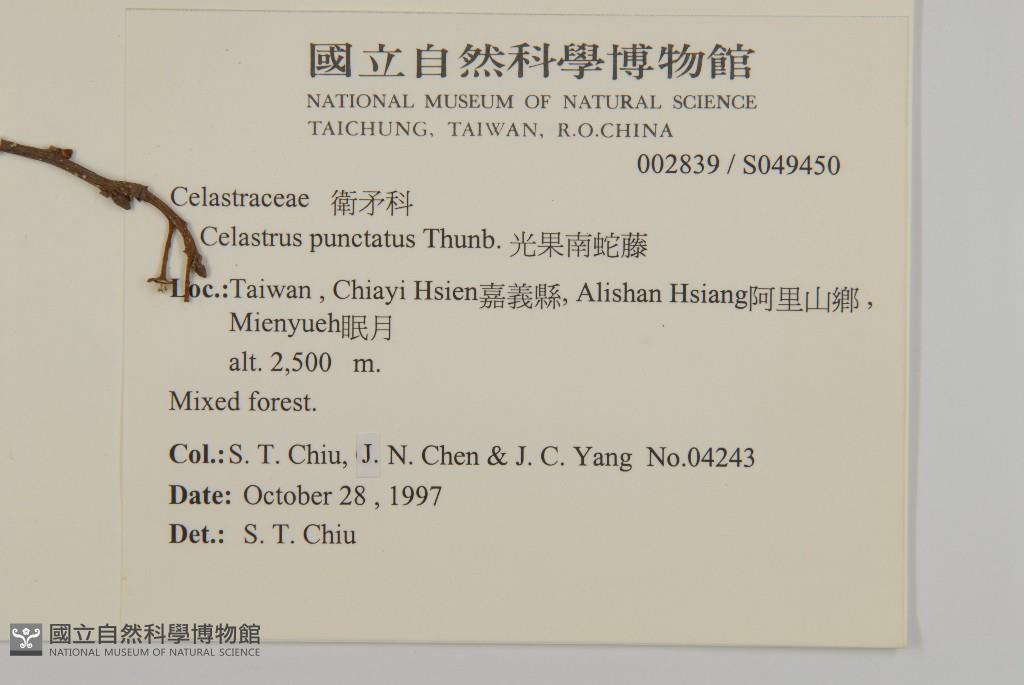 國立自然科學博物館
NATIONAL MUSEUM OF NATURAL SCIENCE
TAICHUNG, TAIWAN, R.O.CHINA
002839 / S049450
Celastraceae 衛矛科
Celastrus punctatus Thunb. 光果南蛇藤
Loc.:Taiwan , Chiayi Hsien嘉義縣, Alishan Hsiang阿里山鄉 ,
Mienyueh眠月
alt. 2,500 m.
Mixed forest.
Col.: S. T. Chiu, J. N. Chen & J. C. Yang No.04243
Date: October 28 , 1997
Det.: S. T. Chiu
國立自然科學博物館
NATIONAL MUSEUM OF NATURAL SCIENCE